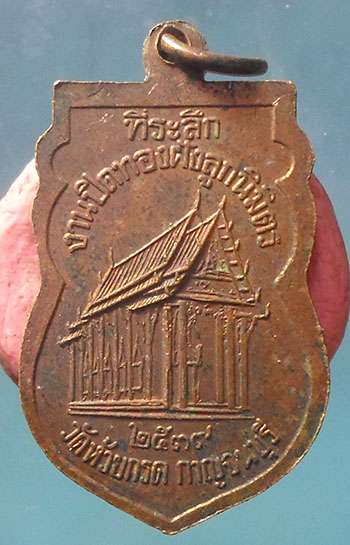 ที่ระลึก
งานปิดทองฝังลูกนิมิตร
๒๕๓๙
วัดห้วยกรด กาญจนบุรี